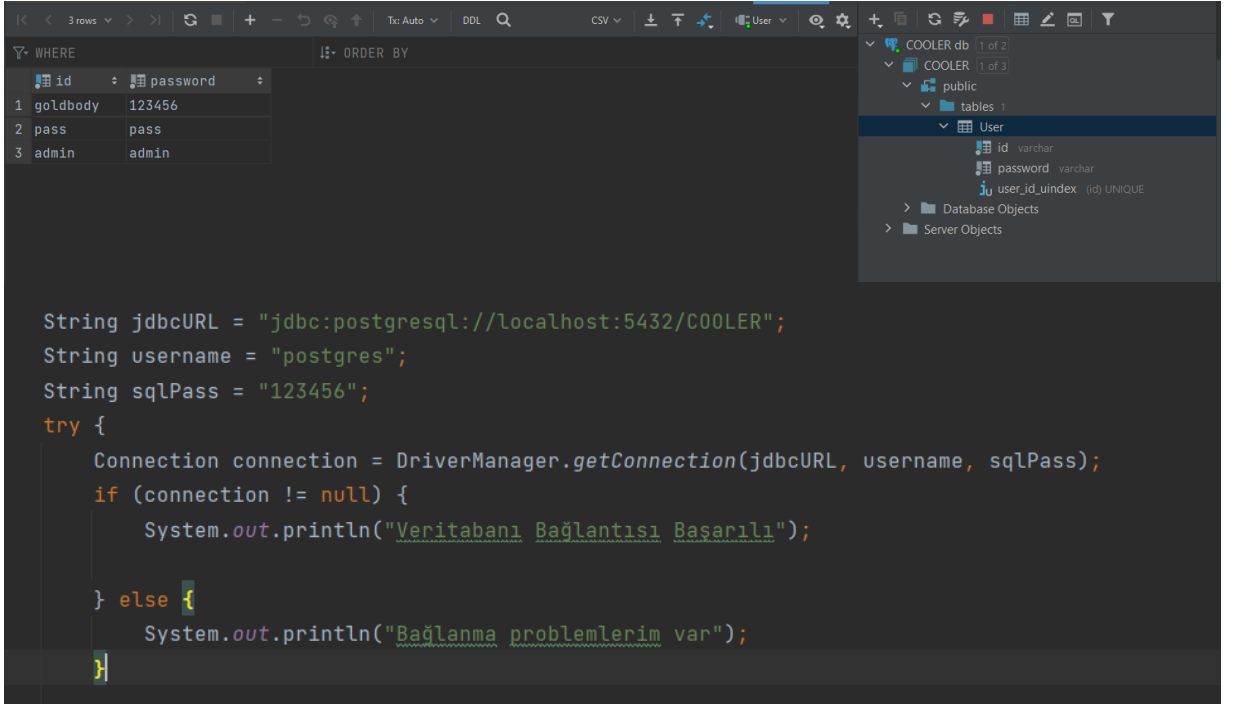 3 rows Tx: Auto DDL CSV User
WHERE ORDER BY
id password
1 goldbody 123456
2 pass pass
3 admin admin
COOLER db 1 of 2
COOLER 1 of 3
public
tables 1
User
id varchar
password varchar
user_id_uindex (id) UNIQUE
Database Objects
Server Objects
String jdbcURL = "jdbc:postgresql://localhost:5432/COOLER";
String username = "postgres";
String sqlPass = "123456";
try {
Connection connection = DriverManager.getConnection(jdbcURL, username, sqlPass);
if (connection != null) {
System.out.println("Veritabanı Bağlantısı Başarılı");
} else {
System.out.println("Bağlanma problemlerim var");
}